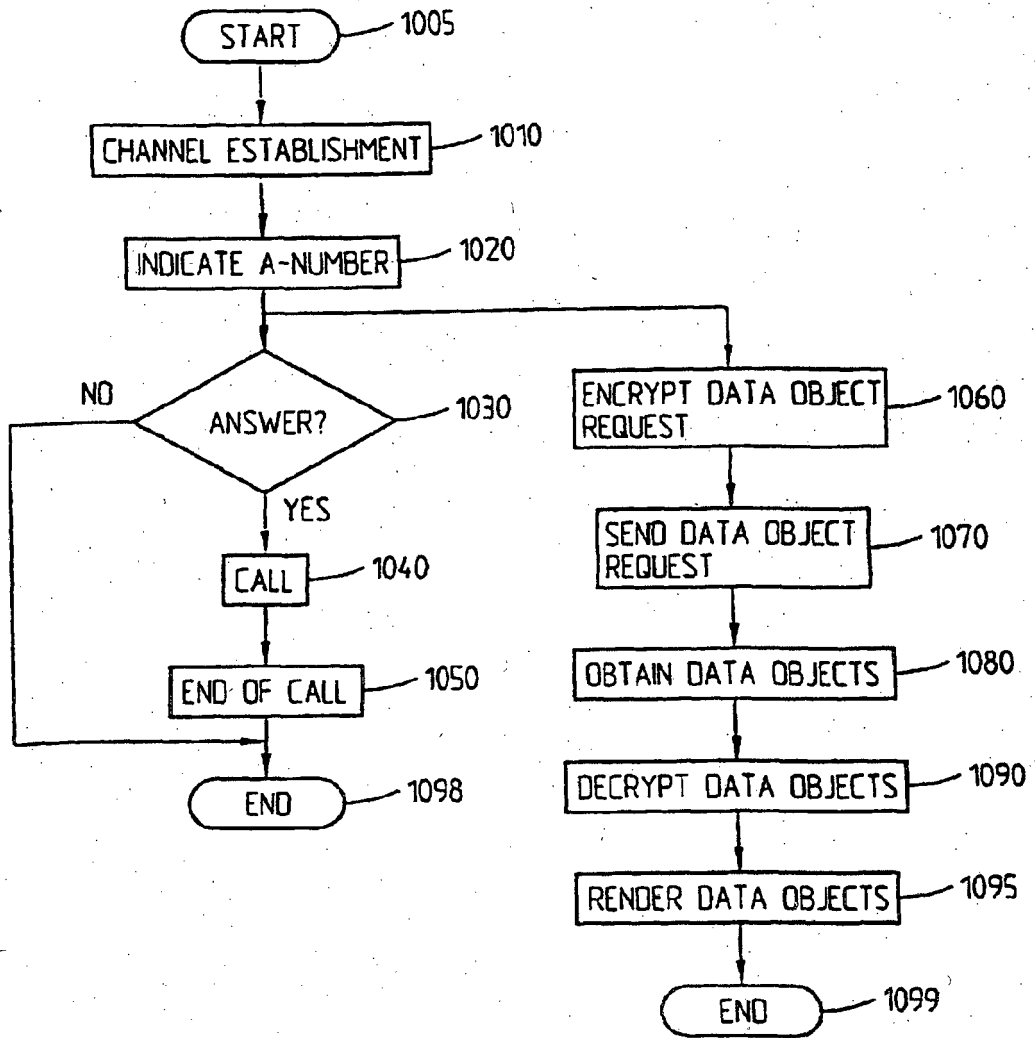 START
1005
CHANNEL ESTABLISHMENT
1010
INDICATE A-NUMBER
1020
NO
ANSWER?
1030
YES
CALL
1040
END OF CALL
1050
END
1098
ENCRYPT DATA OBJECT
REQUEST
1060
SEND DATA OBJECT
REQUEST
1070
OBTAIN DATA OBJECTS
1080
DECRYPT DATA OBJECTS
1090
RENDER DATA OBJECTS
1095
END
1099